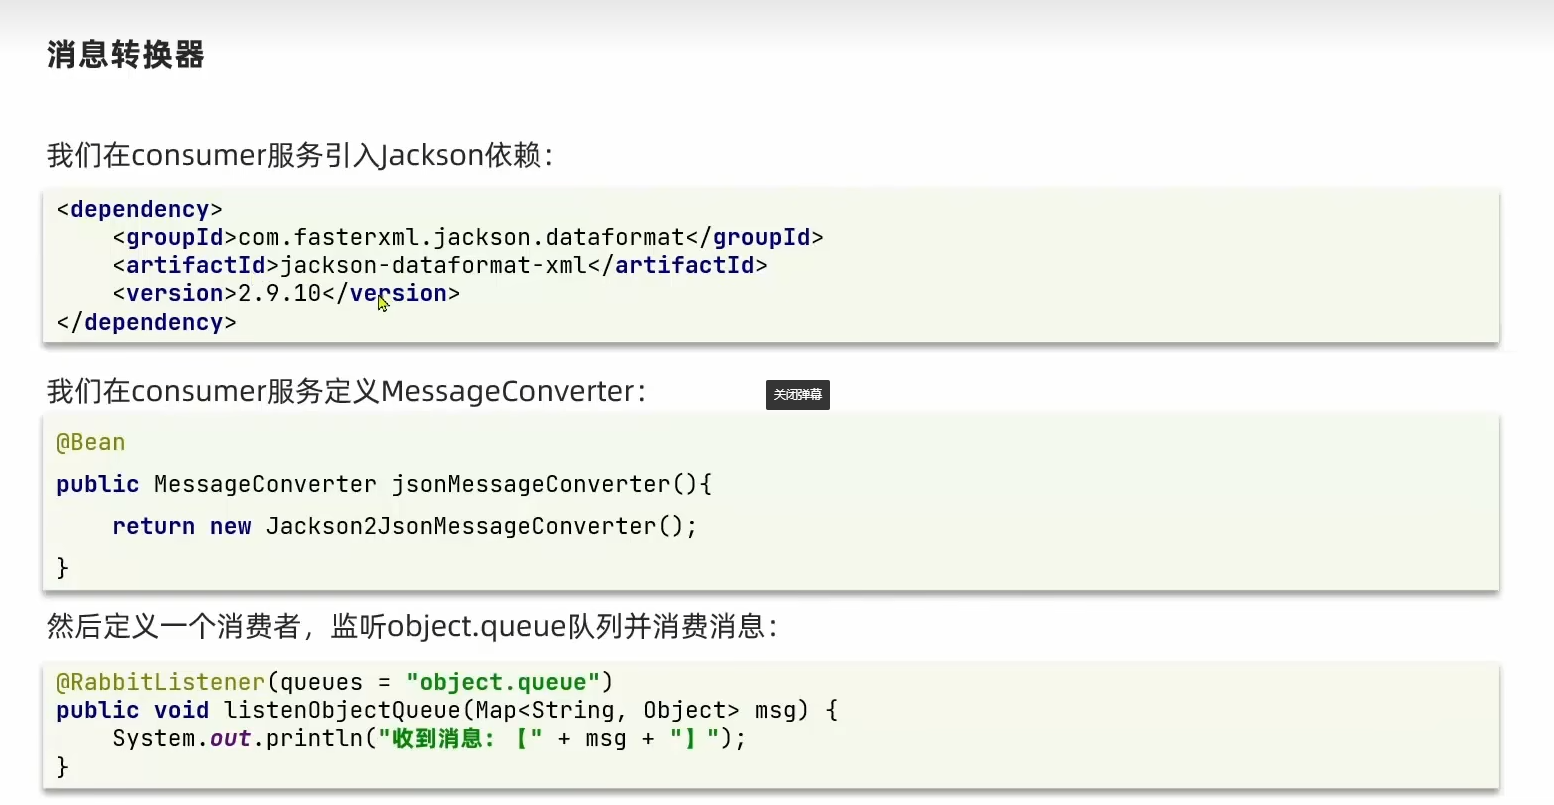 消息转换器
我们在consumer服务引入Jackson依赖：
<dependency>
    <groupId>com.fasterxml.jackson.dataformat</groupId>
    <artifactId>jackson-dataformat-xml</artifactId>
    <version>2.9.10</version>
</dependency>
我们在consumer服务定义MessageConverter：
关闭弹幕
@Bean
public MessageConverter jsonMessageConverter(){
    return new Jackson2JsonMessageConverter();
}
然后定义一个消费者，监听object.queue队列并消费消息：
@RabbitListener(queues = "object.queue")
public void listenObjectQueue(Map<String, Object> msg) {
    System.out.println("收到消息：【" + msg + "】");
}